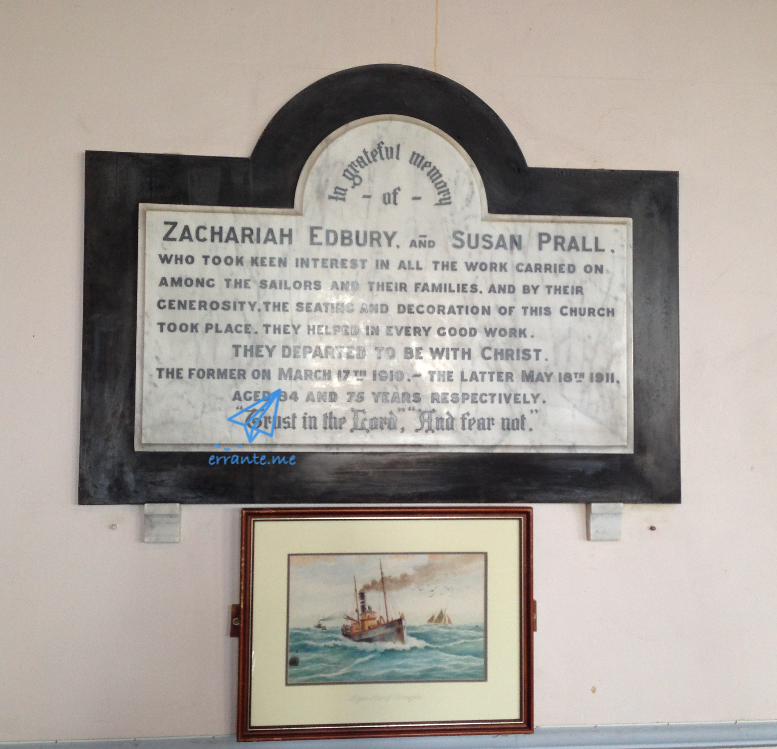 In grateful memory
- of -
ZACHARIAH EDBURY, AND SUSAN PRALL.
WHO TOOK KEEN INTEREST IN ALL THE WORK CARRIED ON
AMONG THE SAILORS AND THEIR FAMILIES, AND BY THEIR
GENEROSITY, THE SEATING AND DECORATION OF THIS CHURCH
TOOK PLACE. THEY HELPED IN EVERY GOOD WORK.
THEY DEPARTED TO BE WITH CHRIST.
THE FORMER ON MARCH 17TH 1910,- THE LATTER MAY 18TH 1911.
AGED 84 AND 75 YEARS RESPECTIVELY.
"Trust in the Lord", "And fear not."
errante.me